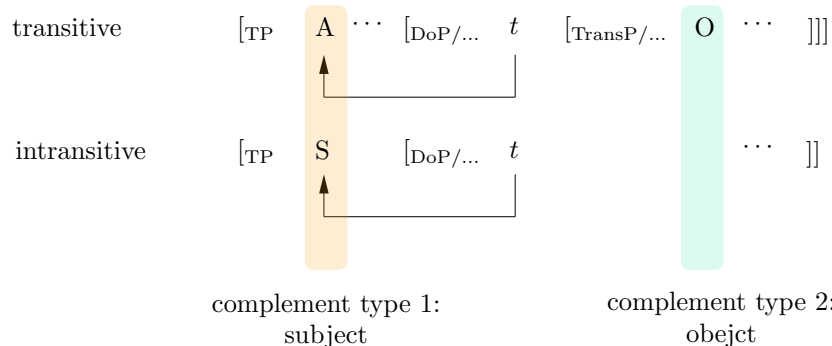 transitive [TP A ··· [DoP/... t [TransP/... O ··· ]]]
intransitive [TP S [DoP/... t ··· ]]
complement type 1: complement type 2:
subject obejct